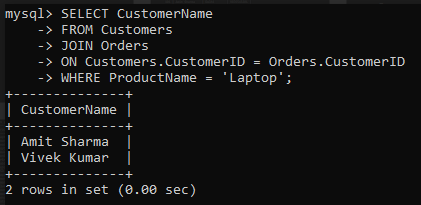 mysql> SELECT CustomerName
    -> FROM Customers
    -> JOIN Orders
    -> ON Customers.CustomerID = Orders.CustomerID
    -> WHERE ProductName = 'Laptop';
+--------------+
| CustomerName |
+--------------+
| Amit Sharma  |
| Vivek Kumar  |
+--------------+
2 rows in set (0.00 sec)